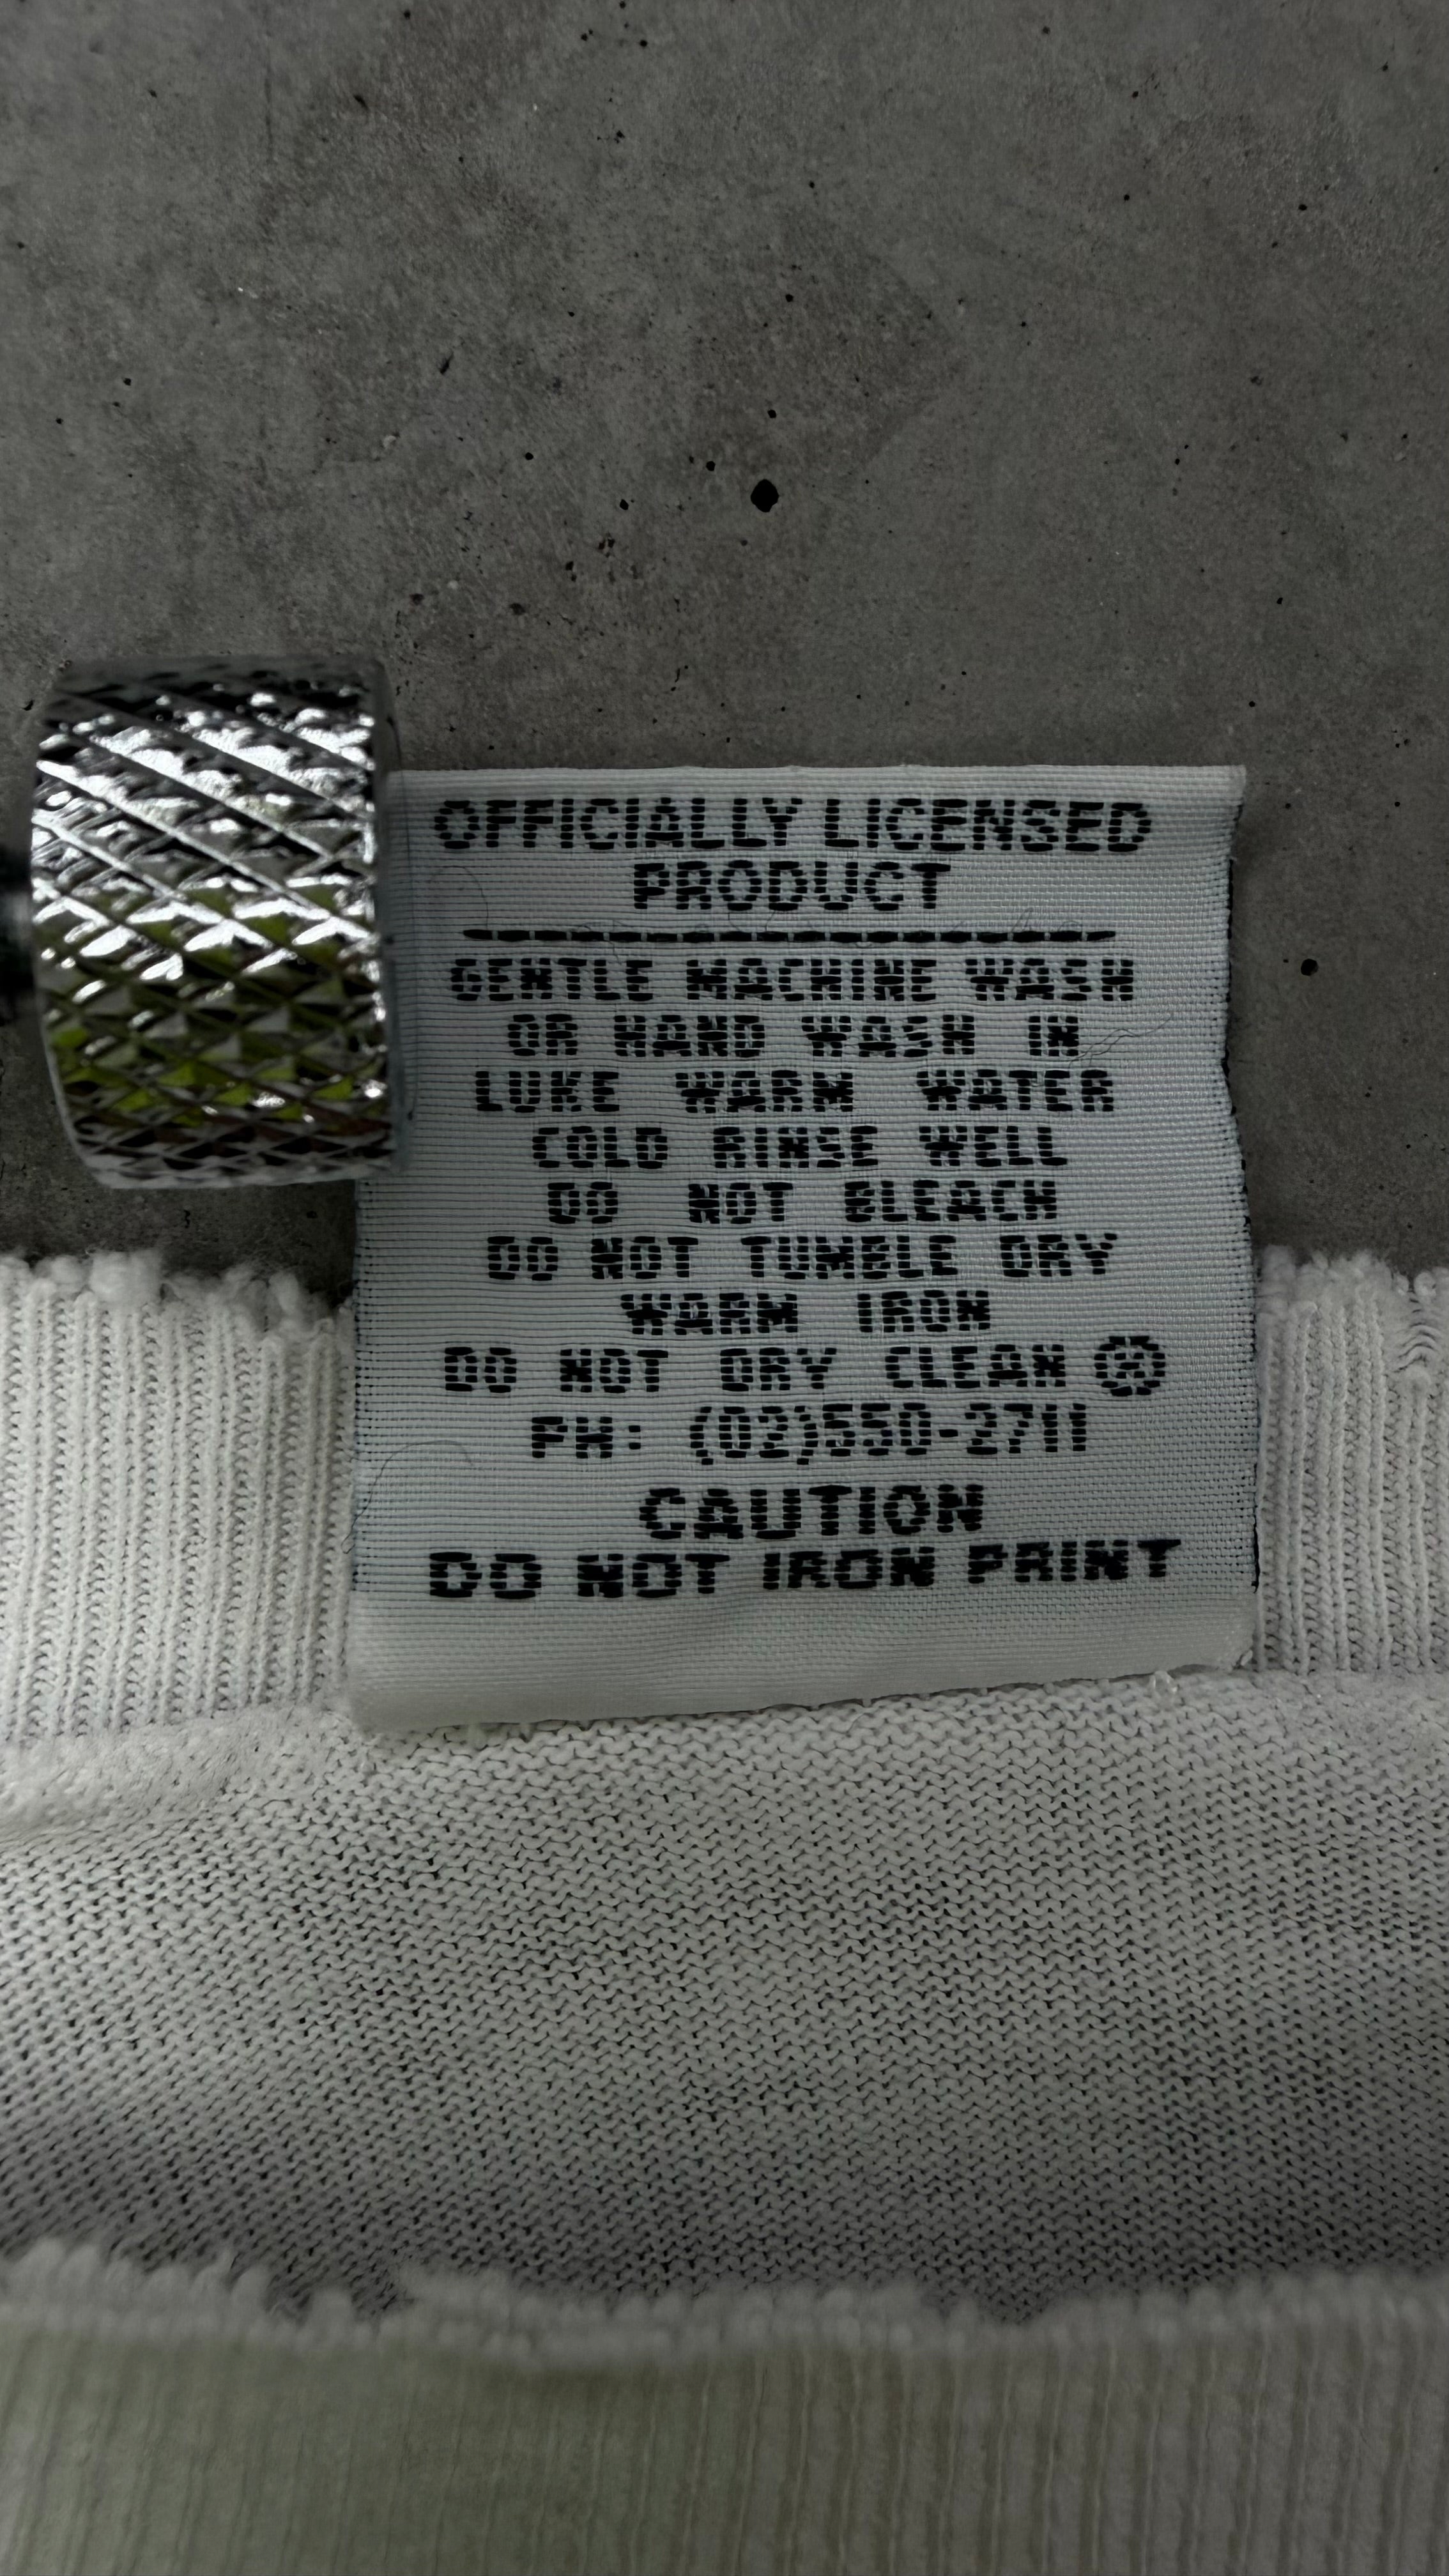 OFFICIALLY LICENSED
PRODUCT
GENTLE MACHINE WASH
OR HAND WASH IN
LUKE WARM WATER
COLD RINSE WELL
DO NOT BLEACH
DO NOT TUMBLE DRY
WARM IRON
DO NOT DRY CLEAN ⓧ
PH: (02)550-2711
CAUTION
DO NOT IRON PRINT